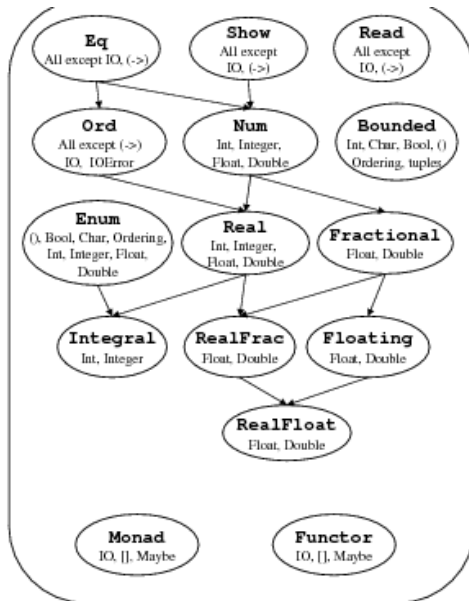 Eq
All except IO, (->)
Show
All except
IO, (->)
Read
All except
IO, (->)
Ord
All except (->)
IO, IOError
Num
Int, Integer,
Float, Double
Bounded
Int, Char, Bool, ()
Ordering, tuples
Enum
(), Bool, Char, Ordering,
Int, Integer, Float,
Double
Real
Int, Integer,
Float, Double
Fractional
Float, Double
Integral
Int, Integer
RealFrac
Float, Double
Floating
Float, Double
RealFloat
Float, Double
Monad
IO, [], Maybe
Functor
IO, [], Maybe